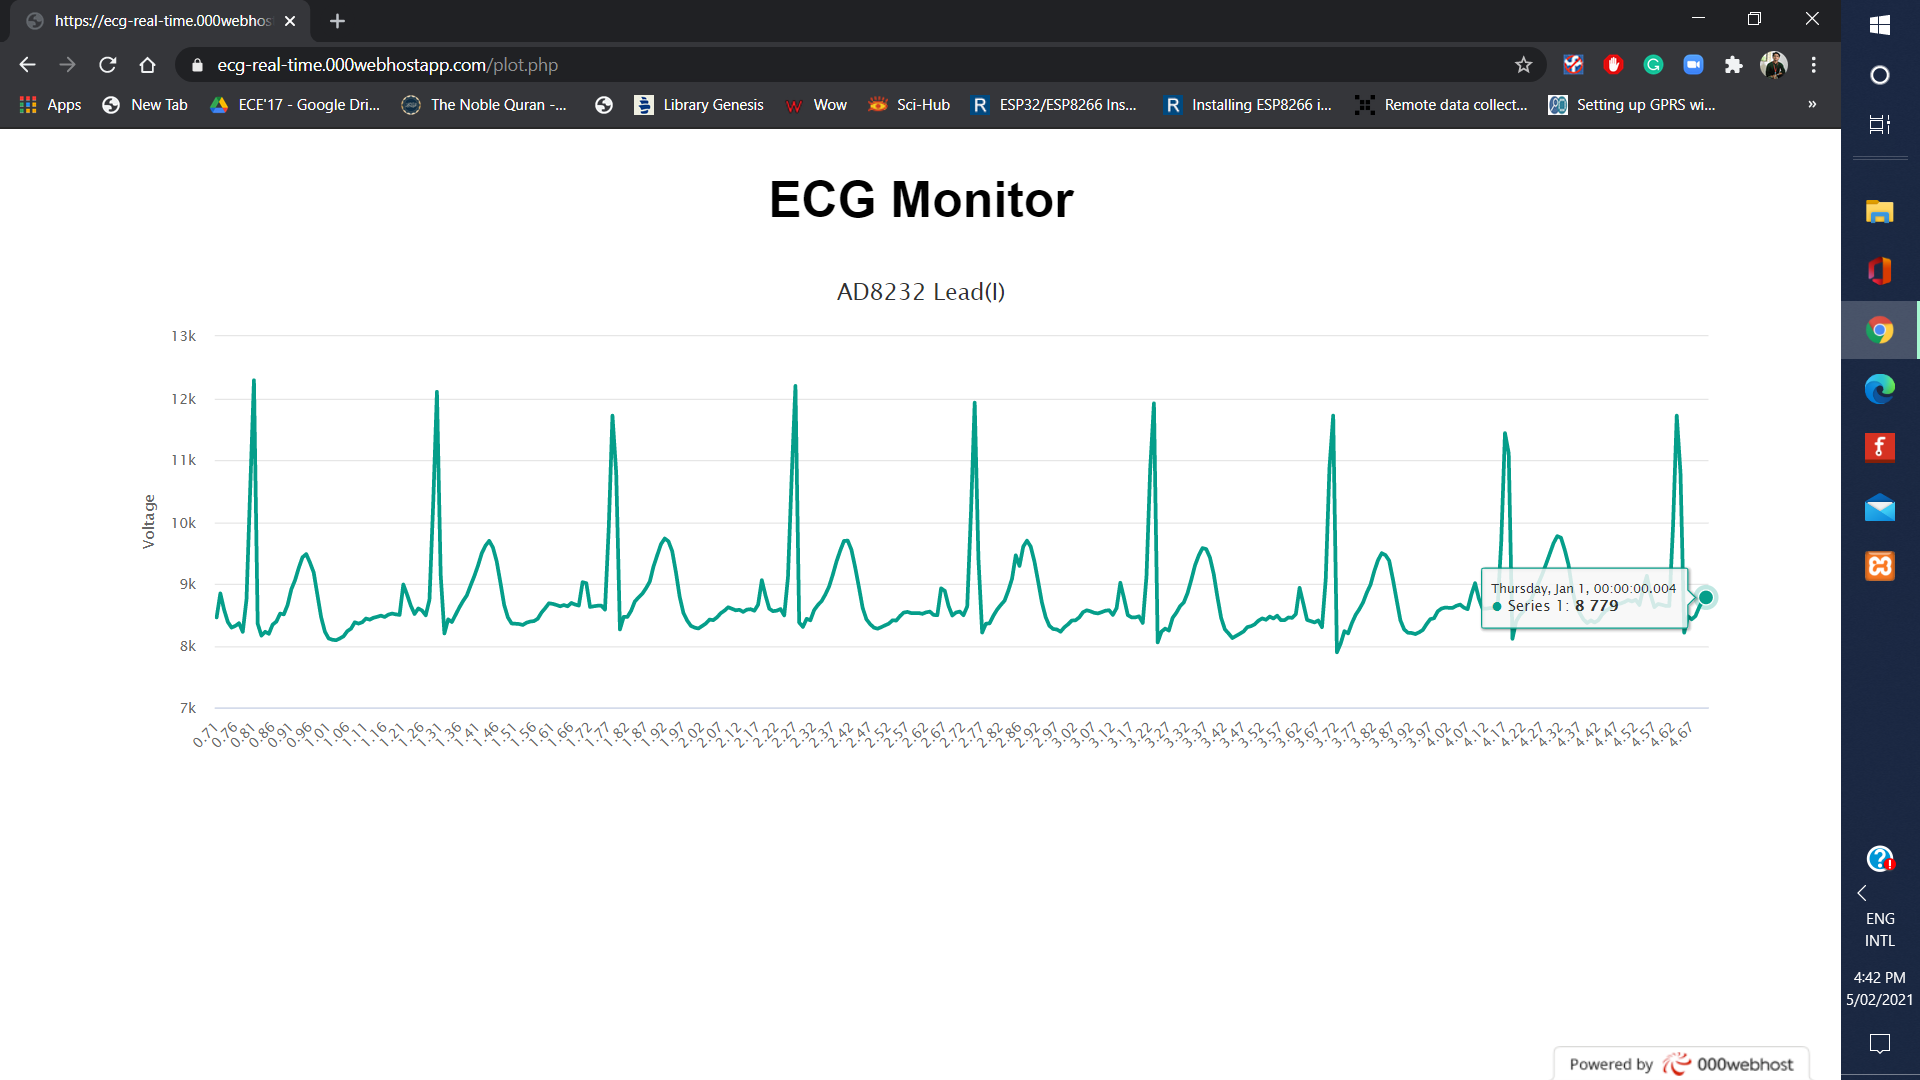 https://ecg-real-time.000webhos
ecg-real-time.000webhostapp.com/plot.php
Apps
New Tab
ECE'17 - Google Dri...
The Noble Quran -...
Library Genesis
Wow
Sci-Hub
R ESP32/ESP8266 Ins...
R Installing ESP8266 i...
Remote data collect...
Setting up GPRS wi...
»
ECG Monitor
AD8232 Lead(I)
13k
12k
11k
10k
9k
8k
7k
Voltage
Thursday, Jan 1, 00:00:00.004
Series 1: 8 779
0.71 0.76 0.81 0.86 0.91 0.96 1.01 1.06 1.11 1.16 1.21 1.26 1.31 1.36 1.41 1.46 1.51 1.56 1.61 1.66 1.72 1.77 1.82 1.87 1.92 1.97 2.02 2.07 2.12 2.17 2.22 2.27 2.32 2.37 2.42 2.47 2.52 2.57 2.62 2.67 2.72 2.77 2.82 2.86 2.92 2.97 3.02 3.07 3.12 3.17 3.22 3.27 3.32 3.37 3.42 3.47 3.52 3.57 3.62 3.67 3.72 3.77 3.82 3.87 3.92 3.97 4.02 4.07 4.12 4.17 4.22 4.27 4.32 4.37 4.42 4.47 4.52 4.57 4.62 4.67
Powered by 000webhost
ENG
INTL
4:42 PM
5/02/2021